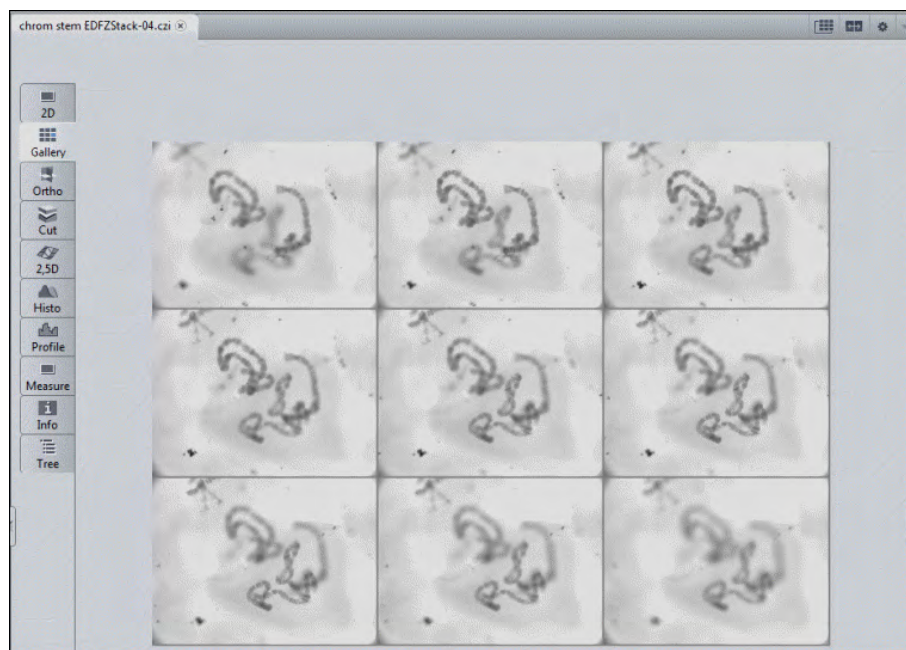 chrom stem EDFZStack-04.czi
2D
Gallery
Ortho
Cut
2,5D
Histo
Profile
Measure
Info
Tree